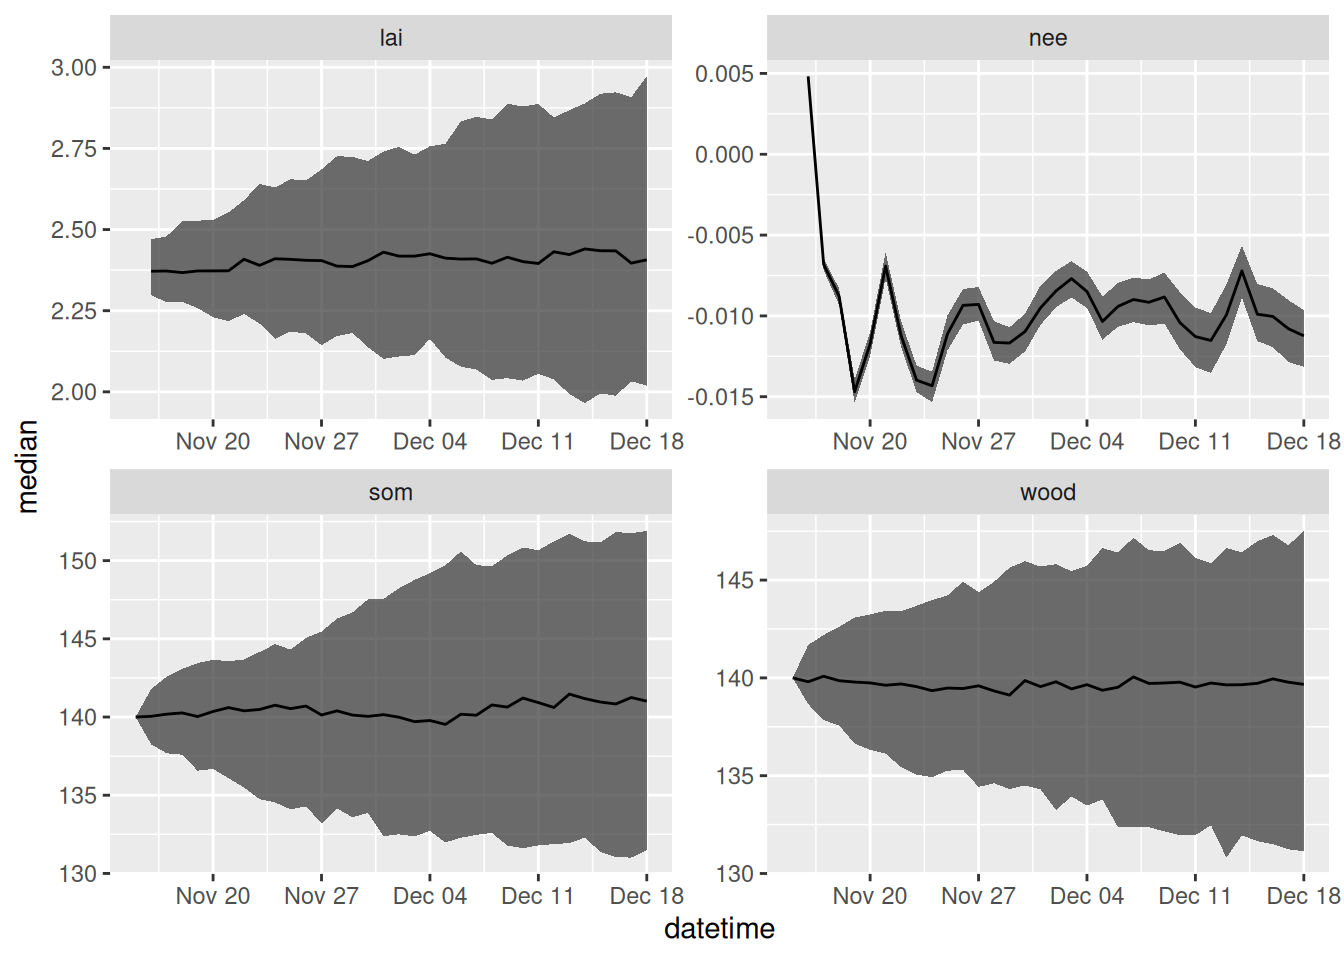 lai
nee
3.00
2.75
2.50
2.25
2.00
0.005
0.000
-0.005
-0.010
-0.015
Nov 20 Nov 27 Dec 04 Dec 11 Dec 18
Nov 20 Nov 27 Dec 04 Dec 11 Dec 18
median
som
wood
150
145
140
135
130
145
140
135
130
Nov 20 Nov 27 Dec 04 Dec 11 Dec 18
Nov 20 Nov 27 Dec 04 Dec 11 Dec 18
datetime